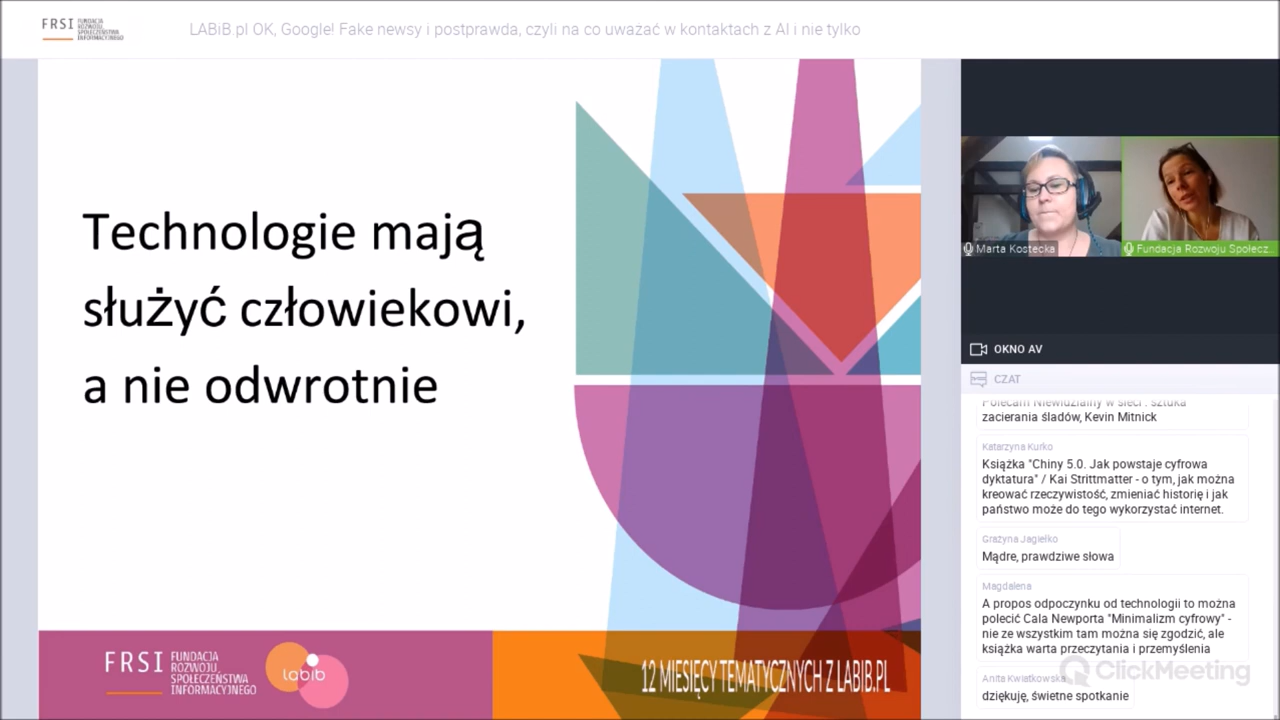 FRSI FUNDACJA
ROZWOJU
SPOŁECZEŃSTWA
INFORMACYJNEGO
LABiB.pl OK, Google! Fake newsy i postprawda, czyli na co uważać w kontaktach z AI i nie tylko
Technologie mają
służyć człowiekowi,
a nie odwrotnie
FRSI FUNDACJA
ROZWOJU
SPOŁECZEŃSTWA
INFORMACYJNEGO
labib
12 MIESIĘCY TEMATYCZNYCH Z LABIB.PL
Marta Kostecka
Fundacja Rozwoju Społecz...
OKNO AV
CZAT
Polecam Niewidzialny w sieci : sztuka
zacierania śladów, Kevin Mitnick
Katarzyna Kurko
Książka "Chiny 5.0. Jak powstaje cyfrowa
dyktatura" / Kai Strittmatter - o tym, jak można
kreować rzeczywistość, zmieniać historię i jak
państwo może do tego wykorzystać internet.
Grażyna Jagiełko
Mądre, prawdziwe słowa
Magdalena
A propos odpoczynku od technologii to można
polecić Cala Newporta "Minimalizm cyfrowy" -
nie ze wszystkim tam można się zgodzić, ale
książka warta przeczytania i przemyślenia
ClickMeeting
Anita Kwiatkowska
dziękuję, świetne spotkanie